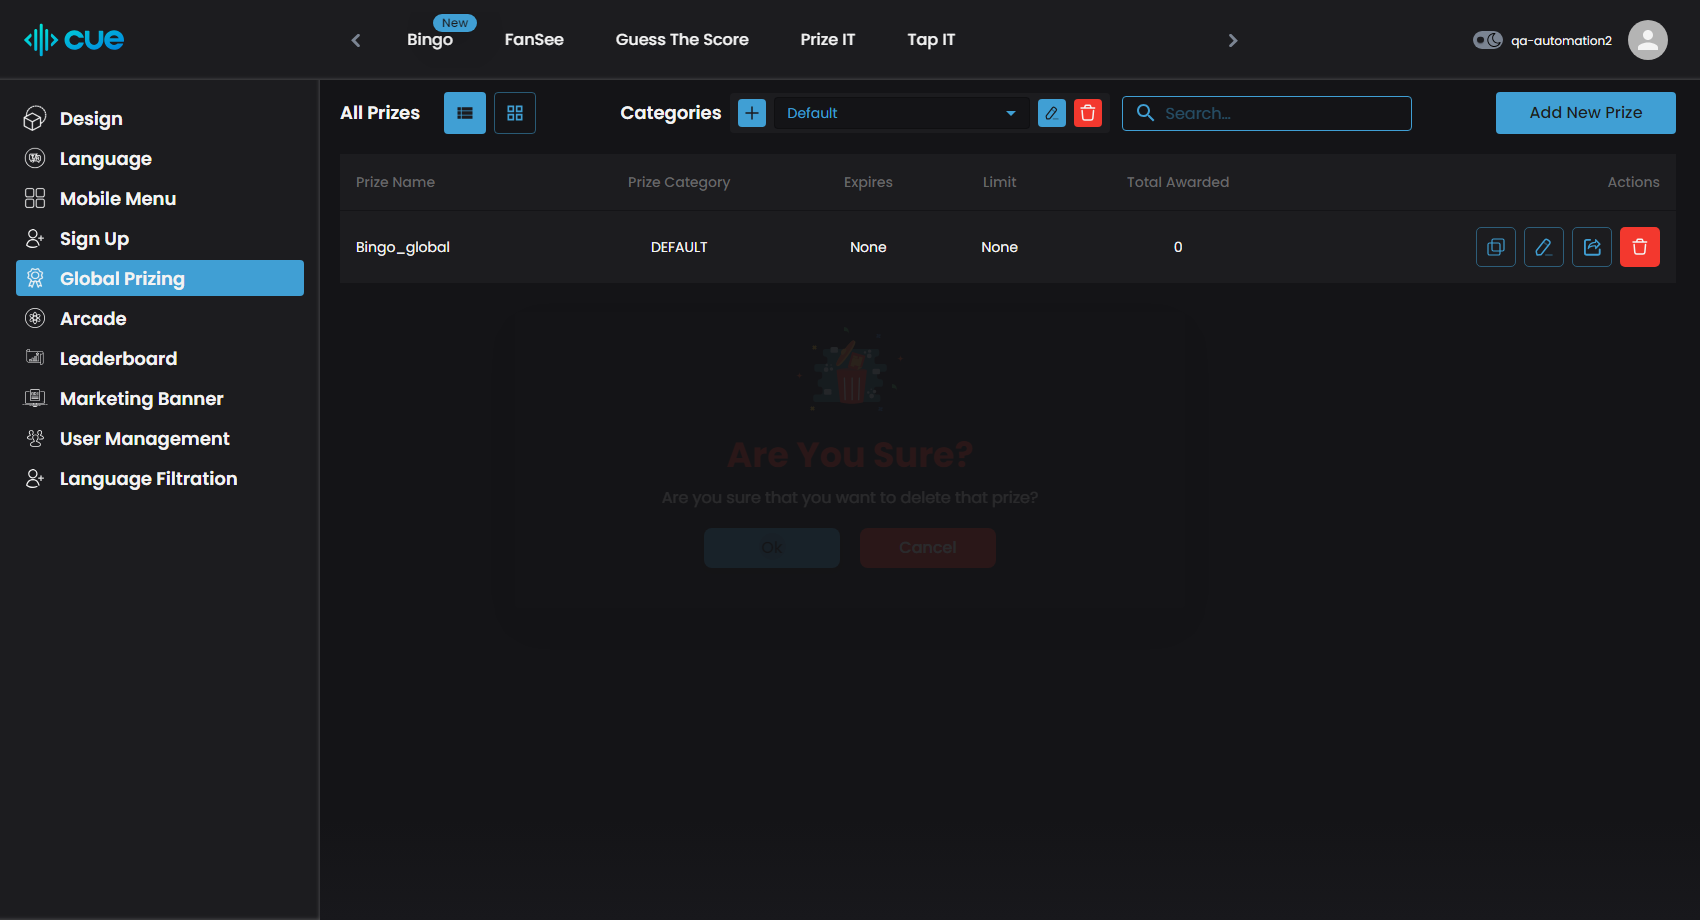 cue
New
Bingo
FanSee
Guess The Score
Prize IT
Tap IT
qa-automation2
Design
Language
Mobile Menu
Sign Up
Global Prizing
Arcade
Leaderboard
Marketing Banner
User Management
Language Filtration
All Prizes
Categories
Default
Search...
Add New Prize
Prize Name Prize Category Expires Limit Total Awarded Actions
Bingo_global DEFAULT None None 0
Are You Sure?
Are you sure that you want to delete that prize?
Ok
Cancel